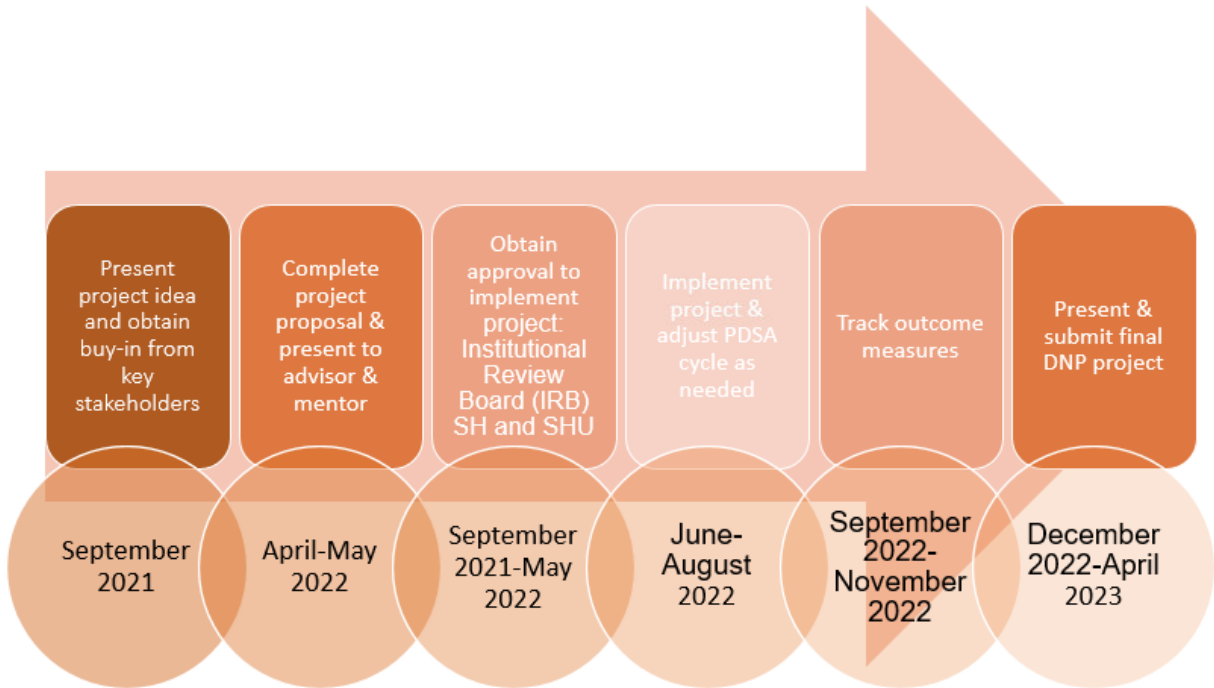 Present
project idea
and obtain
buy-in from
key
stakeholders
Complete
project
proposal &
present to
advisor &
mentor
Obtain
approval to
implement
project:
Institutional
Review
Board (IRB)
SH and SHU
Implement
project &
adjust PDSA
cycle as
needed
Track outcome
measures
Present &
submit final
DNP project
September
2021
April-May
2022
September
2021-May
2022
June-
August
2022
September
2022-
November
2022
December
2022-April
2023